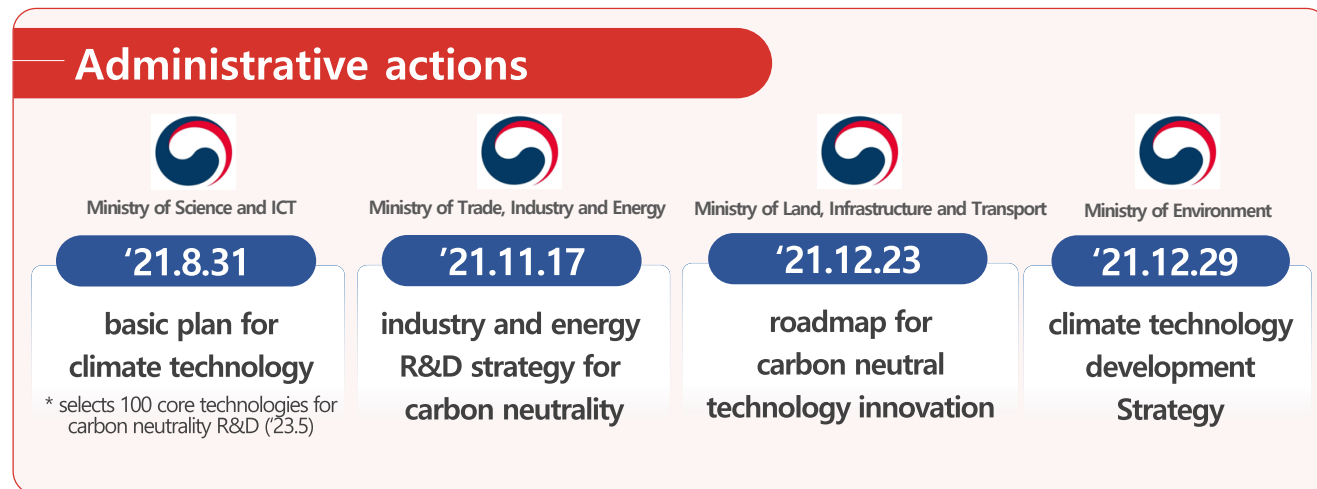 Administrative actions
Ministry of Science and ICT
‘21.8.31
basic plan for
climate technology
* selects 100 core technologies for
carbon neutrality R&D (‘23.5)
Ministry of Trade, Industry and Energy
’21.11.17
industry and energy
R&D strategy for
carbon neutrality
Ministry of Land, Infrastructure and Transport
‘21.12.23
roadmap for
carbon neutral
technology innovation
Ministry of Environment
‘21.12.29
climate technology
development
Strategy